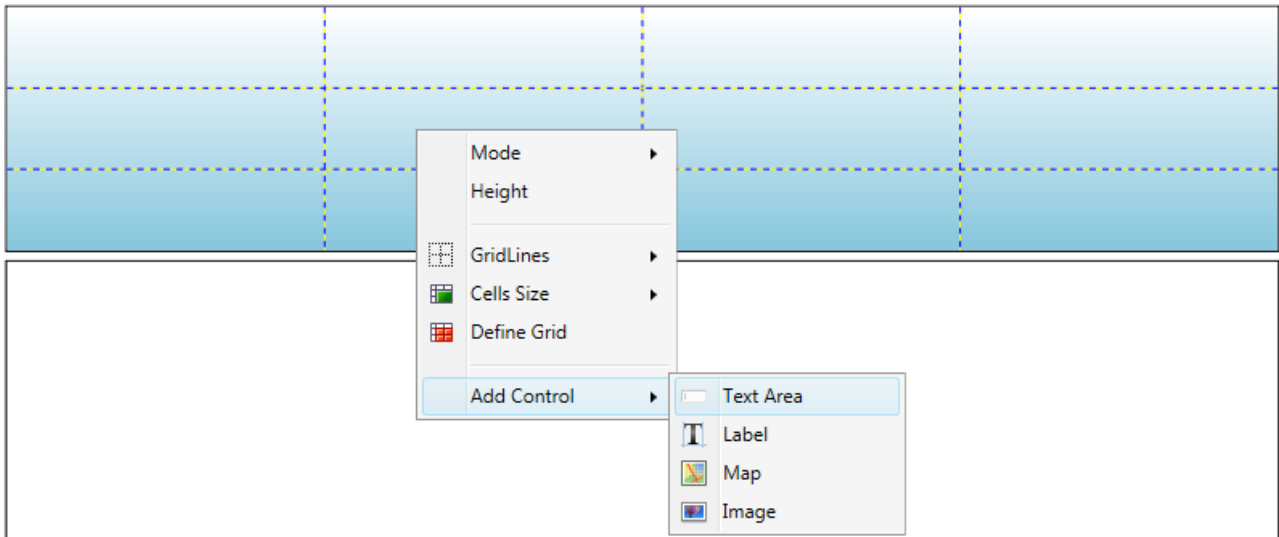 Mode
Height
GridLines
Cells Size
Define Grid
Add Control
Text Area
Label
Map
Image